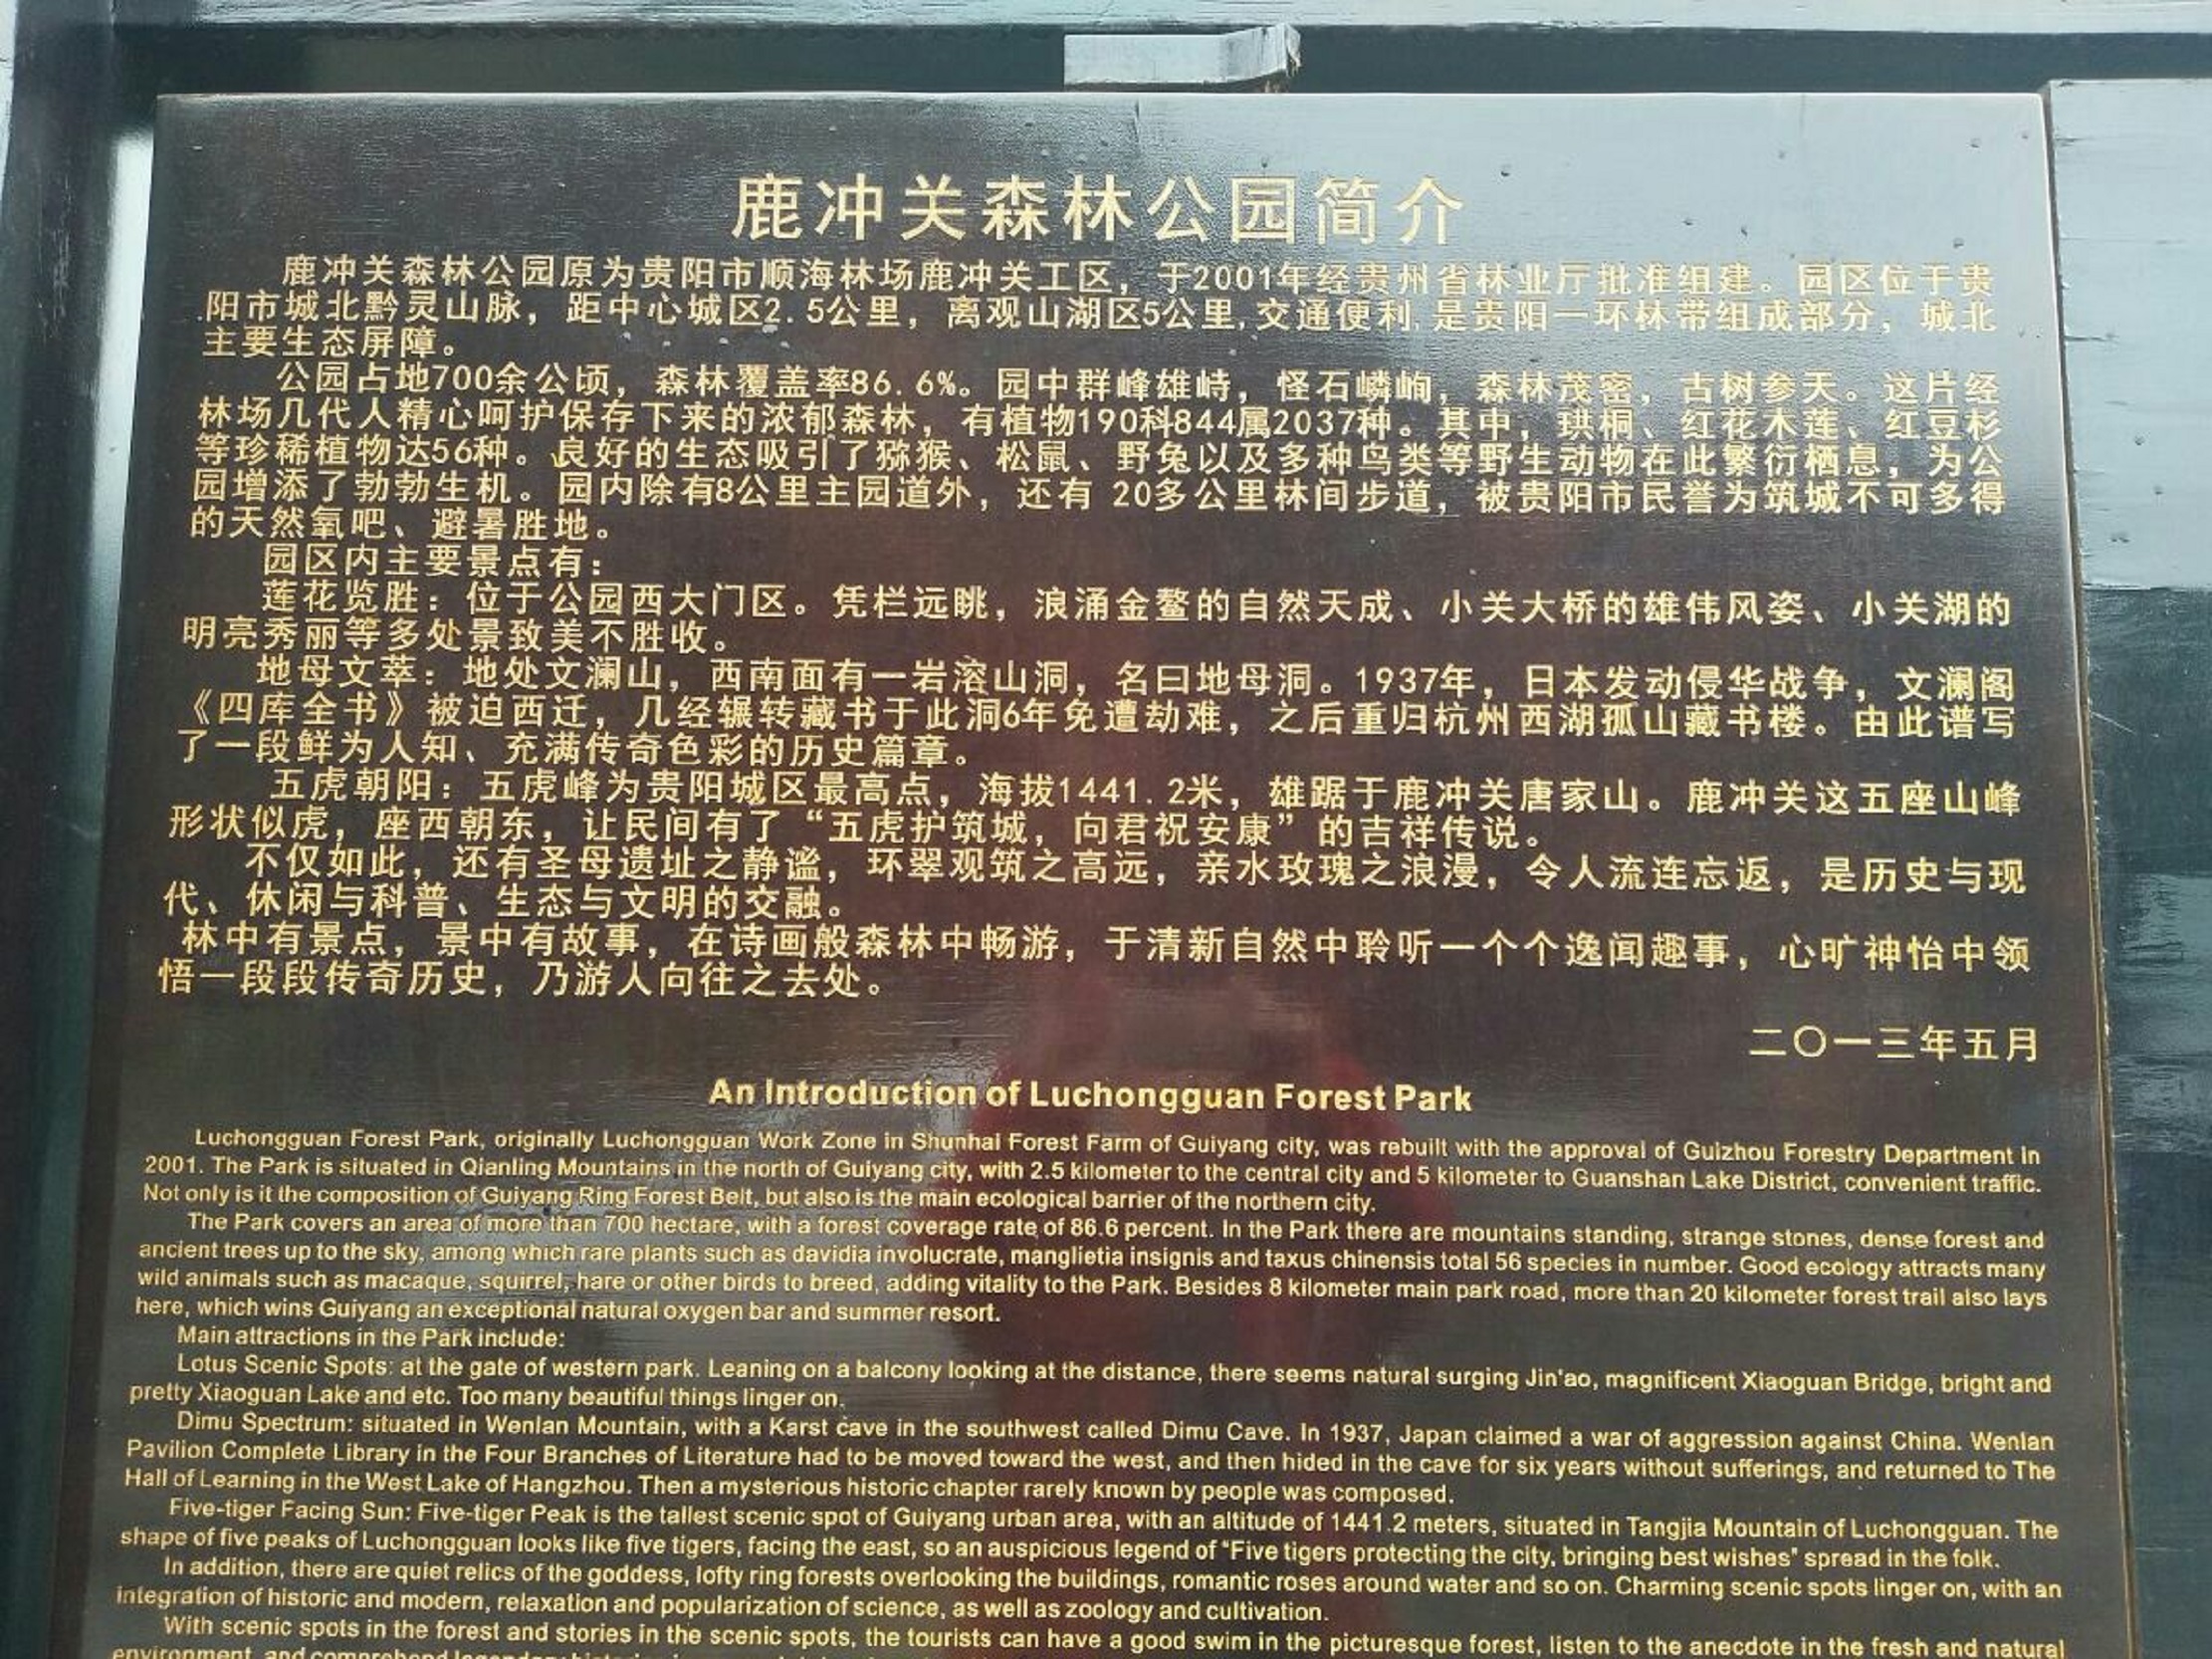 鹿冲关森林公园简介
鹿冲关森林公园原为贵阳市顺海林场鹿冲关工区，于2001年经贵州省林业厅批准组建。园区位于贵
阳市城北黔灵山脉，距中心城区2.5公里，离观山湖区5公里,交通便利,是贵阳一环林带组成部分，城北
主要生态屏障。
公园占地700余公顷，森林覆盖率86.6%。园中群峰雄峙，怪石嶙峋，森林茂密，古树参天。这片经
林场几代人精心呵护保存下来的浓郁森林，有植物190科844属2037种。其中，珙桐、红花木莲、红豆杉
等珍稀植物达56种。良好的生态吸引了猕猴、松鼠、野兔以及多种鸟类等野生动物在此繁衍栖息，为公
园增添了勃勃生机。园内除有8公里主园道外，还有 20多公里林间步道，被贵阳市民誉为筑城不可多得
的天然氧吧、避暑胜地。
园区内主要景点有：
莲花览胜：位于公园西大门区。凭栏远眺，浪涌金鳌的自然天成、小关大桥的雄伟风姿、小关湖的
明亮秀丽等多处景致美不胜收。
地母文萃：地处文澜山，西南面有一岩溶山洞，名曰地母洞。1937年，日本发动侵华战争，文澜阁
《四库全书》被迫西迁，几经辗转藏书于此洞6年免遭劫难，之后重归杭州西湖孤山藏书楼。由此谱写
了一段鲜为人知、充满传奇色彩的历史篇章。
五虎朝阳：五虎峰为贵阳城区最高点，海拔1441.2米，雄踞于鹿冲关唐家山。鹿冲关这五座山峰
形状似虎，座西朝东，让民间有了“五虎护筑城，向君祝安康”的吉祥传说。
不仅如此，还有圣母遗址之静谧，环翠观筑之高远，亲水玫瑰之浪漫，令人流连忘返，是历史与现
代、休闲与科普、生态与文明的交融。
林中有景点，景中有故事，在诗画般森林中畅游，于清新自然中聆听一个个逸闻趣事，心旷神怡中领
悟一段段传奇历史，乃游人向往之去处。
二〇一三年五月
An Introduction of Luchongguan Forest Park
Luchongguan Forest Park, originally Luchongguan Work Zone in Shunhai Forest Farm of Guiyang city, was rebuilt with the approval of Guizhou Forestry Department in
2001. The Park is situated in Qianling Mountains in the north of Guiyang city, with 2.5 kilometer to the central city and 5 kilometer to Guanshan Lake District, convenient traffic.
Not only is it the composition of Guiyang Ring Forest Belt, but also is the main ecological barrier of the northern city.
The Park covers an area of more than 700 hectare, with a forest coverage rate of 86.6 percent. In the Park there are mountains standing, strange stones, dense forest and
ancient trees up to the sky, among which rare plants such as davidia involucrate, manglietia insignis and taxus chinensis total 56 species in number. Good ecology attracts many
wild animals such as macaque, squirrel, hare or other birds to breed, adding vitality to the Park. Besides 8 kilometer main park road, more than 20 kilometer forest trail also lays
here, which wins Guiyang an exceptional natural oxygen bar and summer resort.
Main attractions in the Park include:
Lotus Scenic Spots: at the gate of western park. Leaning on a balcony looking at the distance, there seems natural surging Jin'ao, magnificent Xiaoguan Bridge, bright and
pretty Xiaoguan Lake and etc. Too many beautiful things linger on.
Dimu Spectrum: situated in Wenlan Mountain, with a Karst cave in the southwest called Dimu Cave. In 1937, Japan claimed a war of aggression against China. Wenlan
Pavilion Complete Library in the Four Branches of Literature had to be moved toward the west, and then hided in the cave for six years without sufferings, and returned to The
Hall of Learning in the West Lake of Hangzhou. Then a mysterious historic chapter rarely known by people was composed.
Five-tiger Facing Sun: Five-tiger Peak is the tallest scenic spot of Guiyang urban area, with an altitude of 1441.2 meters, situated in Tangjia Mountain of Luchongguan. The
shape of five peaks of Luchongguan looks like five tigers, facing the east, so an auspicious legend of "Five tigers protecting the city, bringing best wishes" spread in the folk.
In addition, there are quiet relics of the goddess, lofty ring forests overlooking the buildings, romantic roses around water and so on. Charming scenic spots linger on, with an
integration of historic and modern, relaxation and popularization of science, as well as zoology and cultivation.
With scenic spots in the forest and stories in the scenic spots, the tourists can have a good swim in the picturesque forest, listen to the anecdote in the fresh and natural
environment, and comprehend legendary